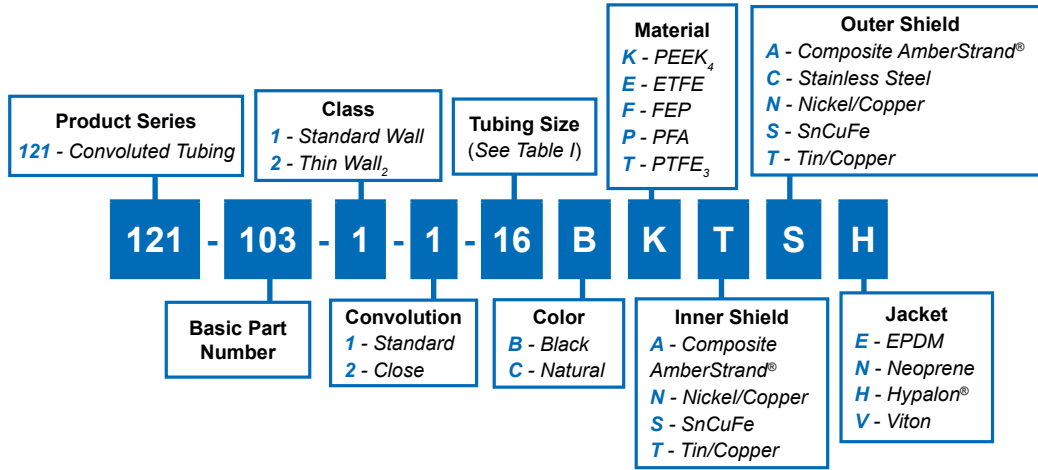 Product Series
121 - Convoluted Tubing
Class
1 - Standard Wall
2 - Thin Wall2
Tubing Size
(See Table I)
Material
K - PEEK4
E - ETFE
F - FEP
P - PFA
T - PTFE3
Outer Shield
A - Composite AmberStrand®
C - Stainless Steel
N - Nickel/Copper
S - SnCuFe
T - Tin/Copper
121 - 103 - 1 - 1 - 16 B K T S H
Basic Part
Number
Convolution
1 - Standard
2 - Close
Color
B - Black
C - Natural
Inner Shield
A - Composite
AmberStrand®
N - Nickel/Copper
S - SnCuFe
T - Tin/Copper
Jacket
E - EPDM
N - Neoprene
H - Hypalon®
V - Viton